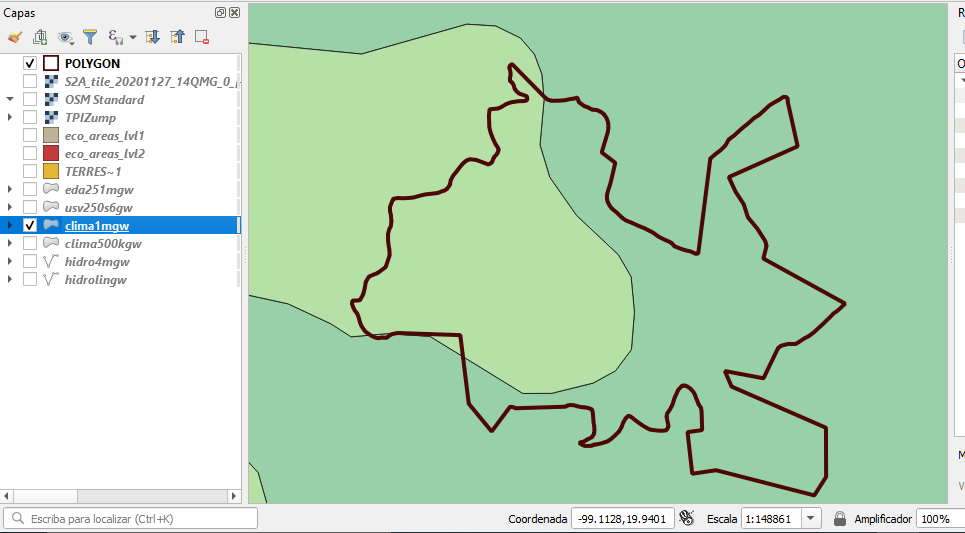 Capas
R
POLYGON
S2A_tile_20201127_14QMG_0_
OSM Standard
TPIZump
eco_areas_lvl1
eco_areas_lvl2
TERRES~1
eda251mgw
usv250s6gw
clima1mgw
clima500kgw
hidro4mgw
hidrolingw
O
M
V
Escriba para localizar (Ctrl+K)
Coordenada
-99.1128,19.9401
Escala
1:148861
Amplificador
100%